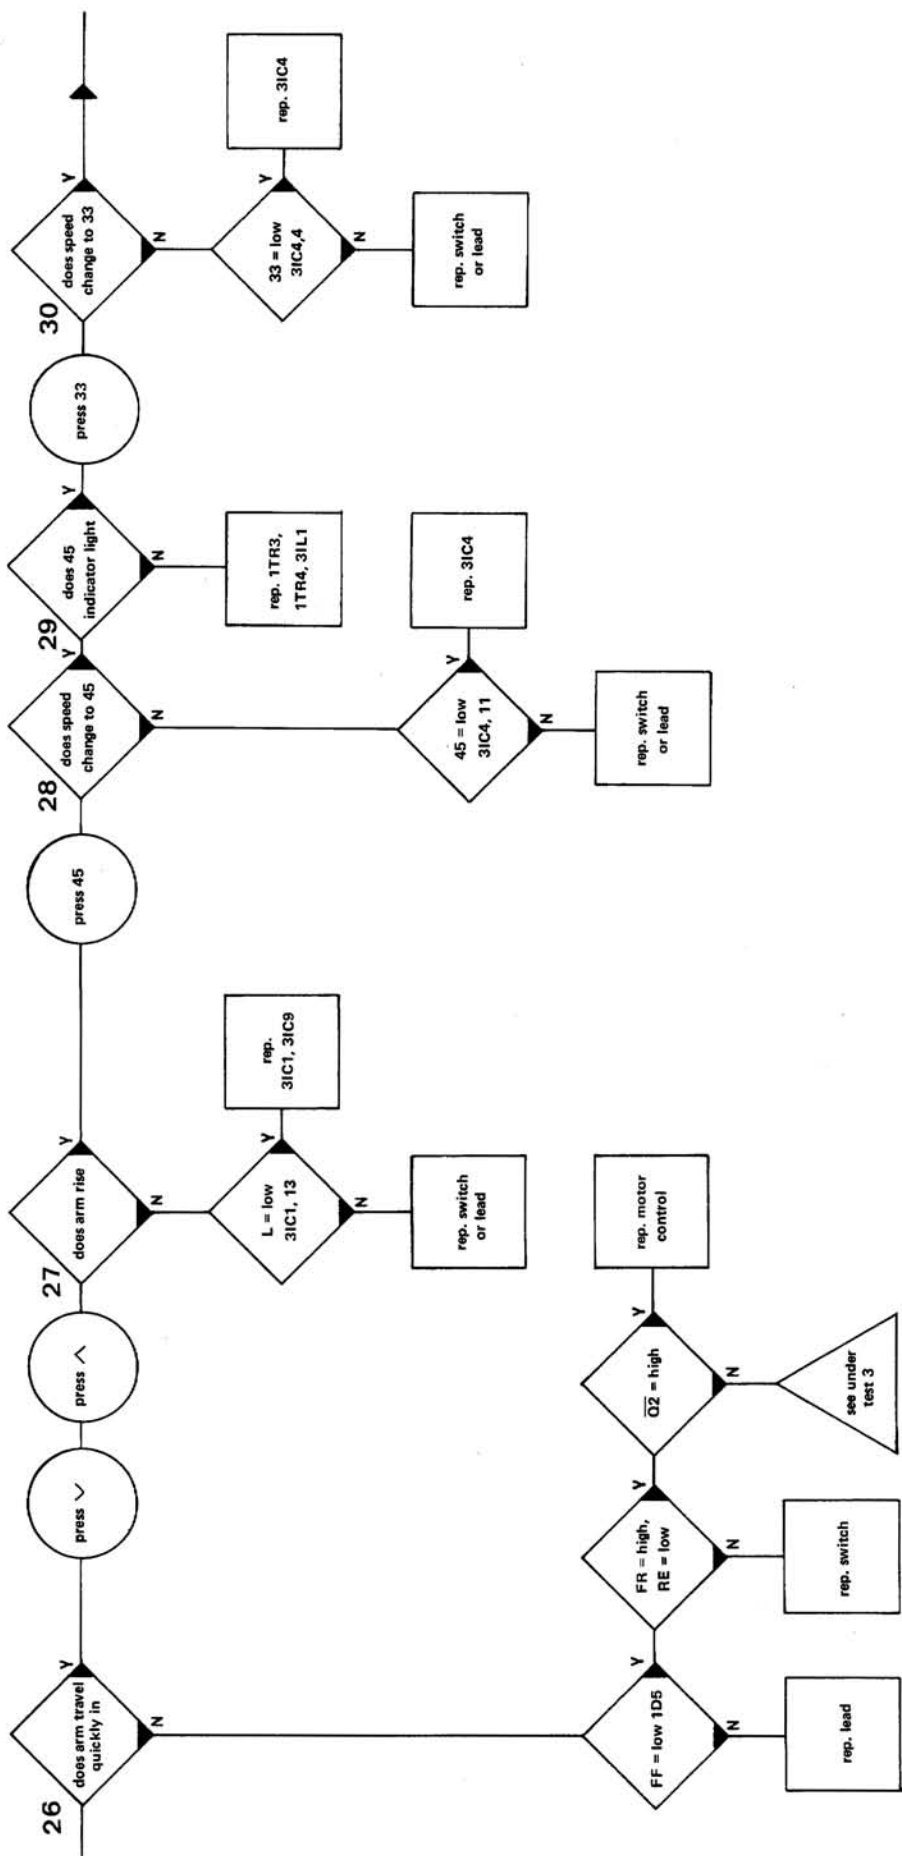 26
does arm travel
quickly in
Y
N
FF = low 1D5
Y
N
rep. lead
FR = high,
RE = low
Y
N
rep. switch
Q2 = high
Y
N
see under
test 3
rep. motor
control
press ∨
press ∧
27
does arm rise
Y
N
L = low
3IC1, 13
Y
N
rep.
3IC1, 3IC9
rep. switch
or lead
press 45
28
does speed
change to 45
Y
N
45 = low
3IC4, 11
Y
N
rep. 3IC4
rep. switch
or lead
29
does 45
indicator light
Y
N
rep. 1TR3,
1TR4, 3IL1
press 33
30
does speed
change to 33
Y
N
33 = low
3IC4,4
Y
N
rep. 3IC4
rep. switch
or lead